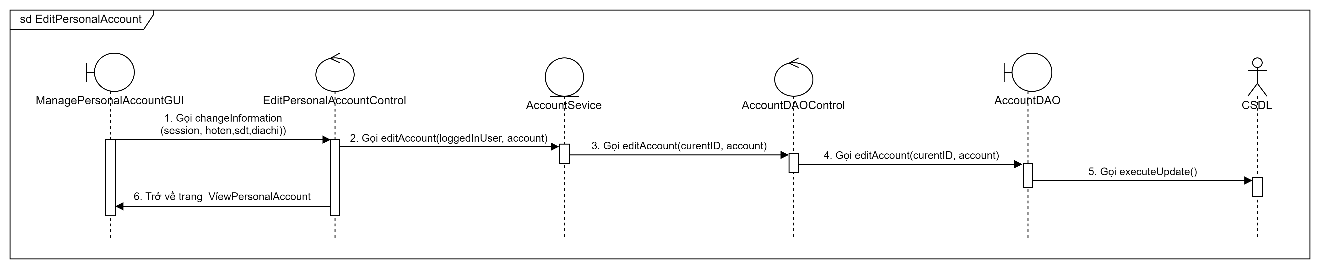 sd EditPersonalAccount
ManagePersonalAccountGUI
EditPersonalAccountControl
AccountSevice
AccountDAOControl
AccountDAO
CSDL
1. Gọi changeInformation
(session, hoten,sdt,diachi))
2. Gọi editAccount(loggedInUser, account)
3. Gọi editAccount(curentID, account)
4. Gọi editAccount(curentID, account)
5. Gọi executeUpdate()
6. Trở về trang ViewPersonalAccount